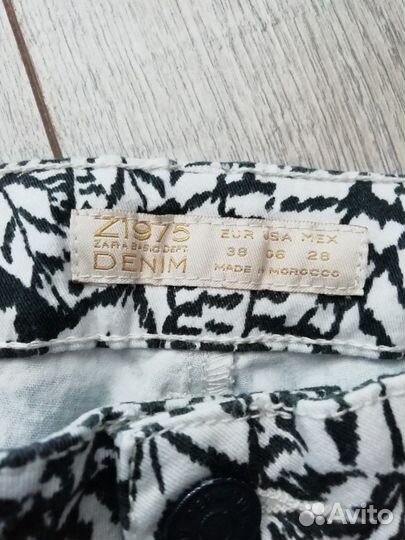 Z1975
ZARA BASIC DEPT
DENIM
EUR USA MEX
38 06 28
MADE IN MOROCCO
Avito